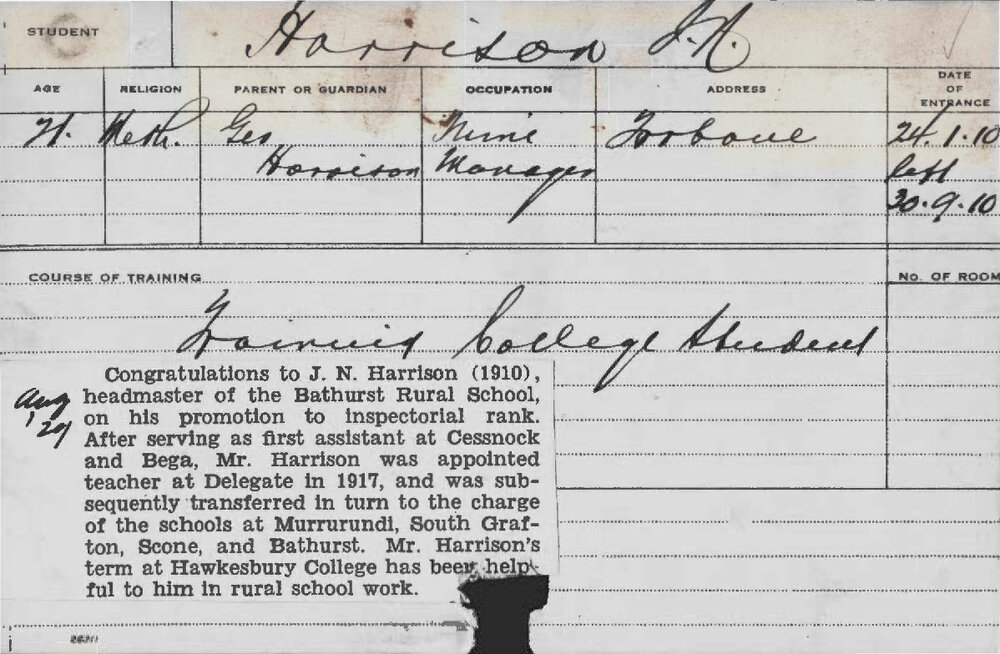 STUDENT Harrison J.N.
AGE RELIGION PARENT OR GUARDIAN OCCUPATION ADDRESS DATE OF ENTRANCE
21. Meth. Geo Mine 24.1.10
Harrison Manager left
30.9.10
COURSE OF TRAINING No. OF ROOM
Training College Student
Aug
29
Congratulations to J. N. Harrison (1910),
headmaster of the Bathurst Rural School,
on his promotion to inspectorial rank.
After serving as first assistant at Cessnock
and Bega, Mr. Harrison was appointed
teacher at Delegate in 1917, and was sub-
sequently transferred in turn to the charge
of the schools at Murrurundi, South Graf-
ton, Scone, and Bathurst. Mr. Harrison's
term at Hawkesbury College has been help-
ful to him in rural school work.